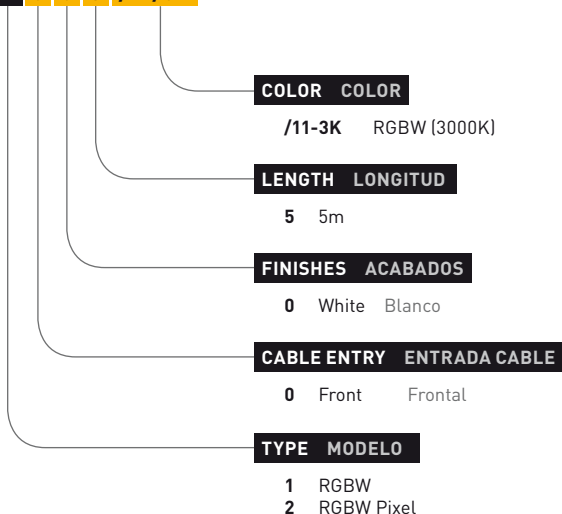 COLOR COLOR
/11-3K RGBW (3000K)
LENGTH LONGITUD
5 5m
FINISHES ACABADOS
0 White Blanco
CABLE ENTRY ENTRADA CABLE
0 Front Frontal
TYPE MODELO
1 RGBW
2 RGBW Pixel